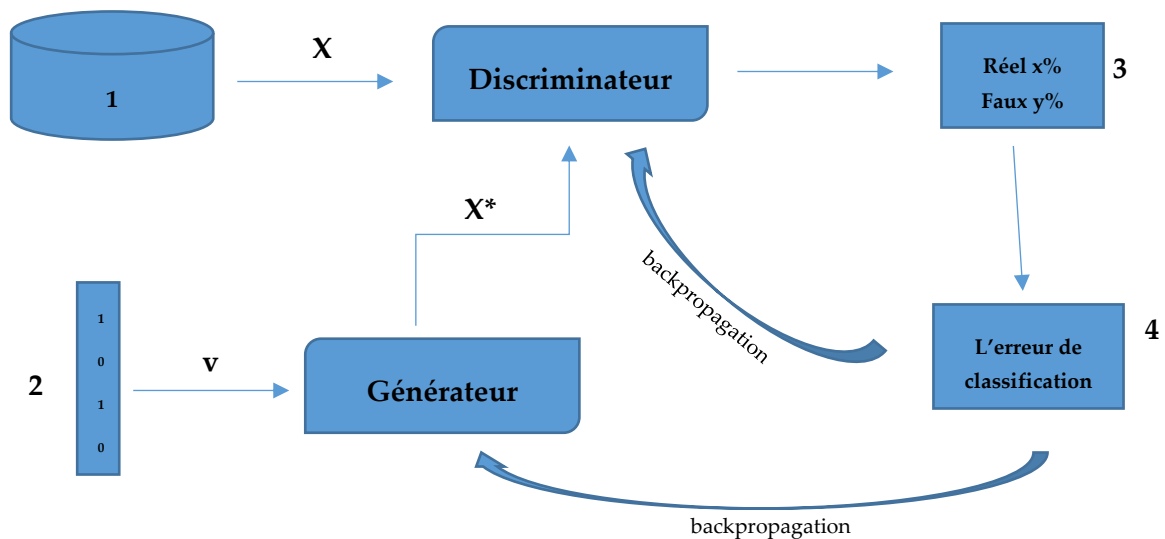 1
X
Discriminateur
Réel x%
Faux y%
3
X*
backpropagation
2
1
0
1
0
v
Générateur
L'erreur de
classification
4
backpropagation